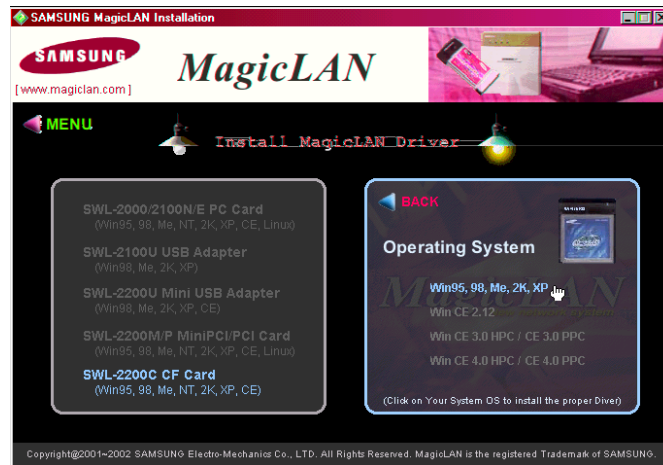 SAMSUNG MagicLAN Installation
SAMSUNG
[www.magiclan.com]
MagicLAN
MENU
Install MagicLAN Driver
SWL-2000/2100N/E PC Card
(Win95, 98, Me, NT, 2K, XP, CE, Linux)
SWL-2100U USB Adapter
(Win98, Me, 2K, XP)
SWL-2200U Mini USB Adapter
(Win98, Me, 2K, XP, CE)
SWL-2200M/P MiniPCI/PCI Card
(Win95, 98, Me, NT, 2K, XP, CE, Linux)
SWL-2200C CF Card
(Win95, 98, Me, NT, 2K, XP, CE)
BACK
SAMSUNG
Operating System
MagicLAN
Win95, 98, Me, 2K, XP
Win CE 2.12
Win CE 3.0 HPC / CE 3.0 PPC
Win CE 4.0 HPC / CE 4.0 PPC
(Click on Your System OS to install the proper Diver)
Copyright@2001~2002 SAMSUNG Electro-Mechanics Co., LTD. All Rights Reserved. MagicLAN is the registered Trademark of SAMSUNG.